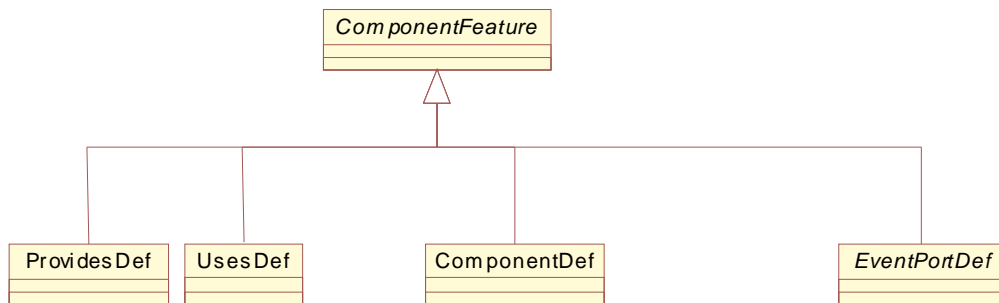 ComponentFeature
ProvidesDef UsesDef ComponentDef EventPortDef